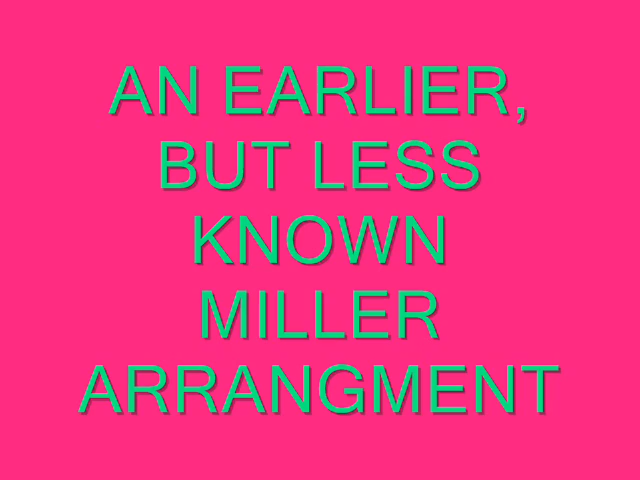 AN EARLIER,
BUT LESS
KNOWN
MILLER
ARRANGMENT